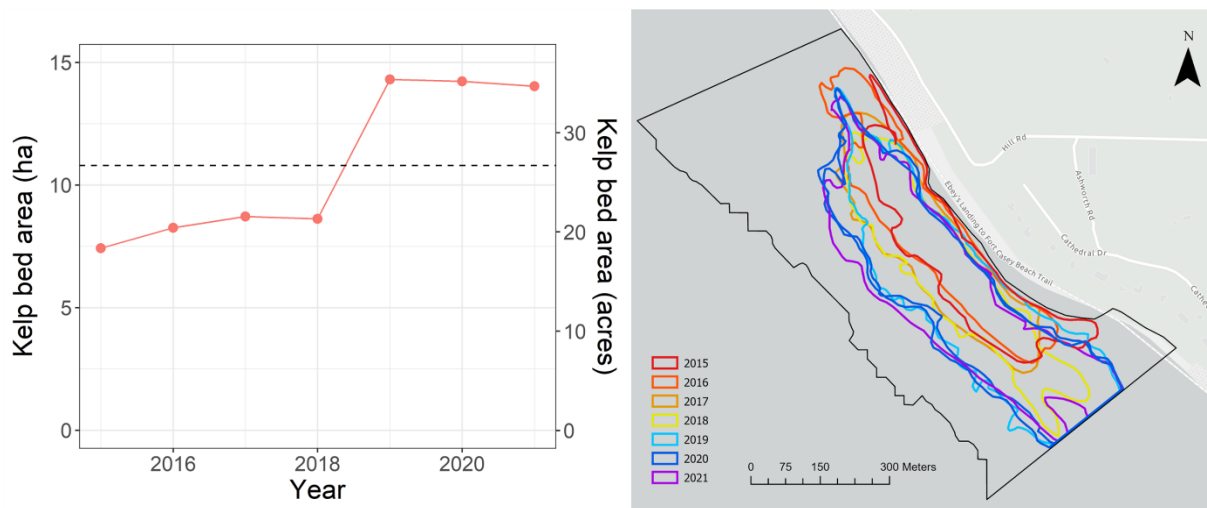 Kelp bed area (ha)
15
10
5
0
2016
2018
2020
Year
30
20
10
0
Kelp bed area (acres)
N
Hill Rd
Ashworth Rd
Ebey's Landing to Fort Casey Beach Trail
Cathedral Dr
2015
2016
2017
2018
2019
2020
2021
0 75 150 300 Meters